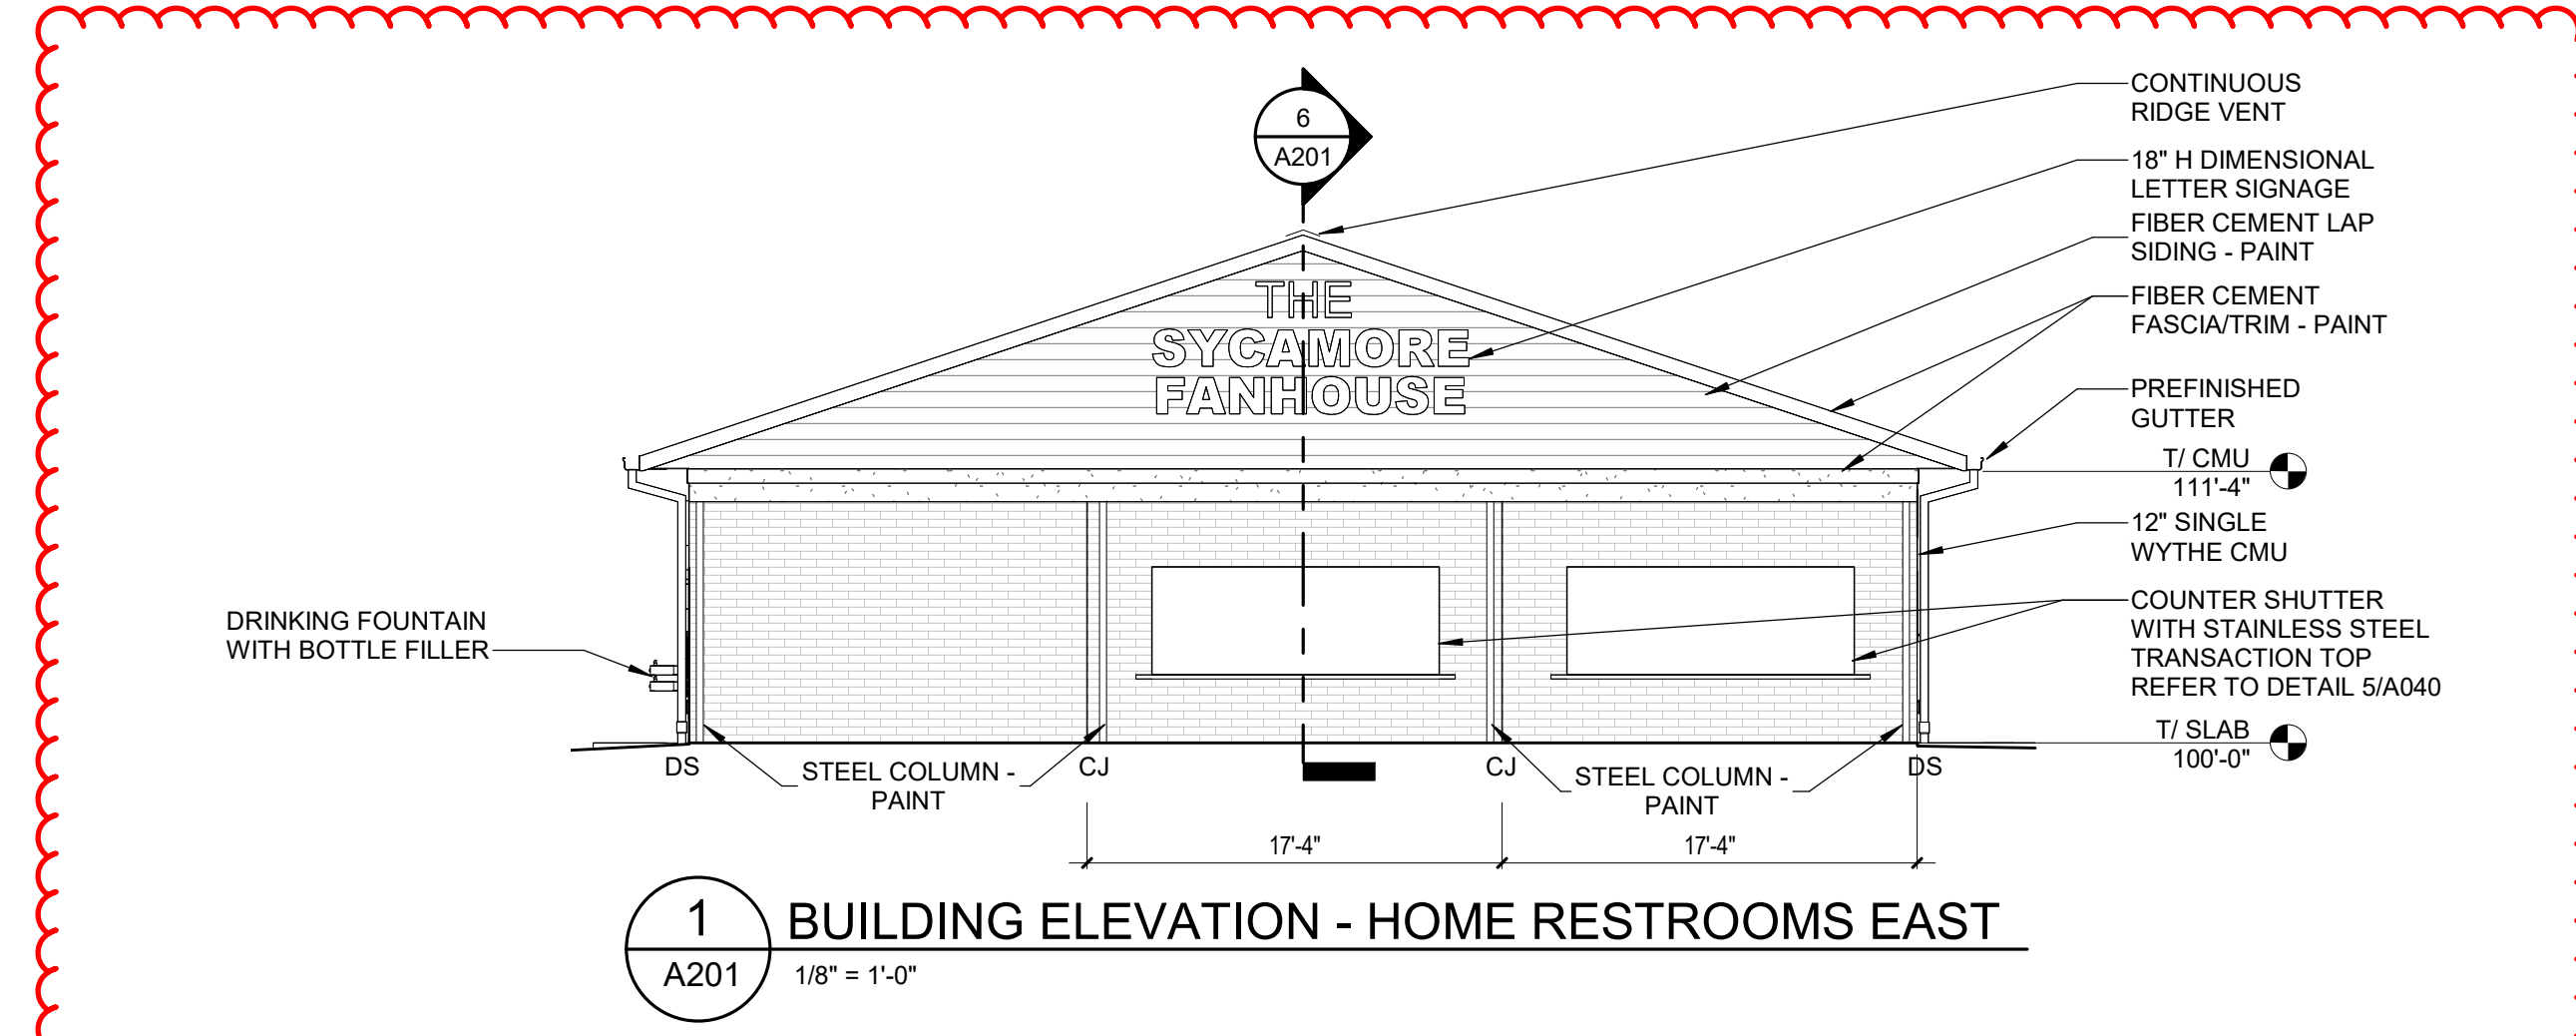 6
A201
CONTINUOUS
RIDGE VENT
18" H DIMENSIONAL
LETTER SIGNAGE
FIBER CEMENT LAP
SIDING - PAINT
FIBER CEMENT
FASCIA/TRIM - PAINT
PREFINISHED
GUTTER
T/ CMU
111'-4"
12" SINGLE
WYTHE CMU
COUNTER SHUTTER
WITH STAINLESS STEEL
TRANSACTION TOP
REFER TO DETAIL 5/A040
T/ SLAB
100'-0"
THE
SYCAMORE
FANHOUSE
DRINKING FOUNTAIN
WITH BOTTLE FILLER
DS
STEEL COLUMN -
PAINT
CJ
CJ
STEEL COLUMN -
PAINT
DS
17'-4"
17'-4"
1
A201
BUILDING ELEVATION - HOME RESTROOMS EAST
1/8" = 1'-0"